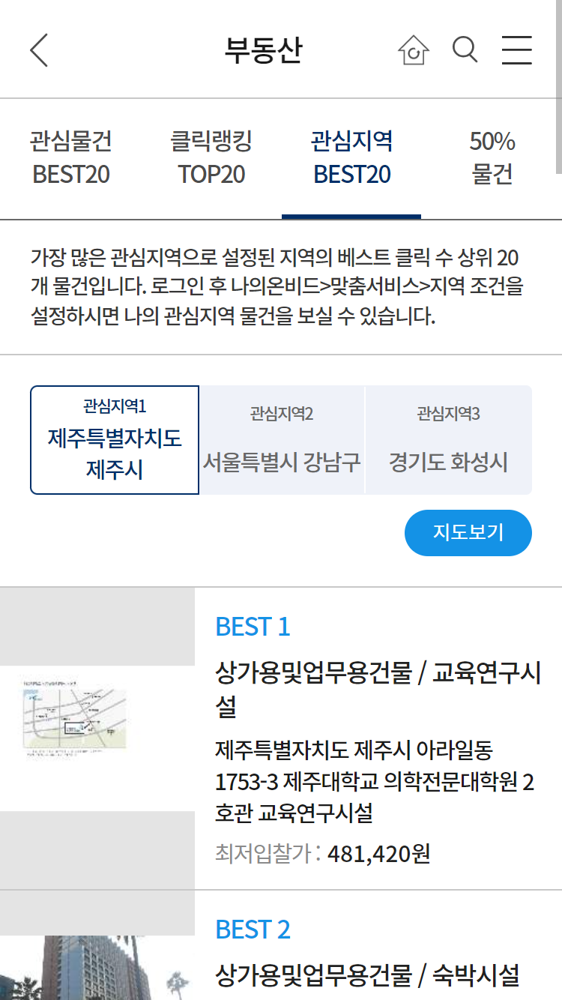 부동산
관심물건
BEST20
클릭랭킹
TOP20
관심지역
BEST20
50%
물건
가장 많은 관심지역으로 설정된 지역의 베스트 클릭 수 상위 20
개 물건입니다. 로그인 후 나의온비드>맞춤서비스>지역 조건을
설정하시면 나의 관심지역 물건을 보실 수 있습니다.
관심지역1
제주특별자치도
제주시
관심지역2
서울특별시 강남구
관심지역3
경기도 화성시
지도보기
BEST 1
상가용및업무용건물 / 교육연구시
설
제주특별자치도 제주시 아라일동
1753-3 제주대학교 의학전문대학원 2
호관 교육연구시설
최저입찰가 : 481,420원
BEST 2
상가용및업무용건물 / 숙박시설